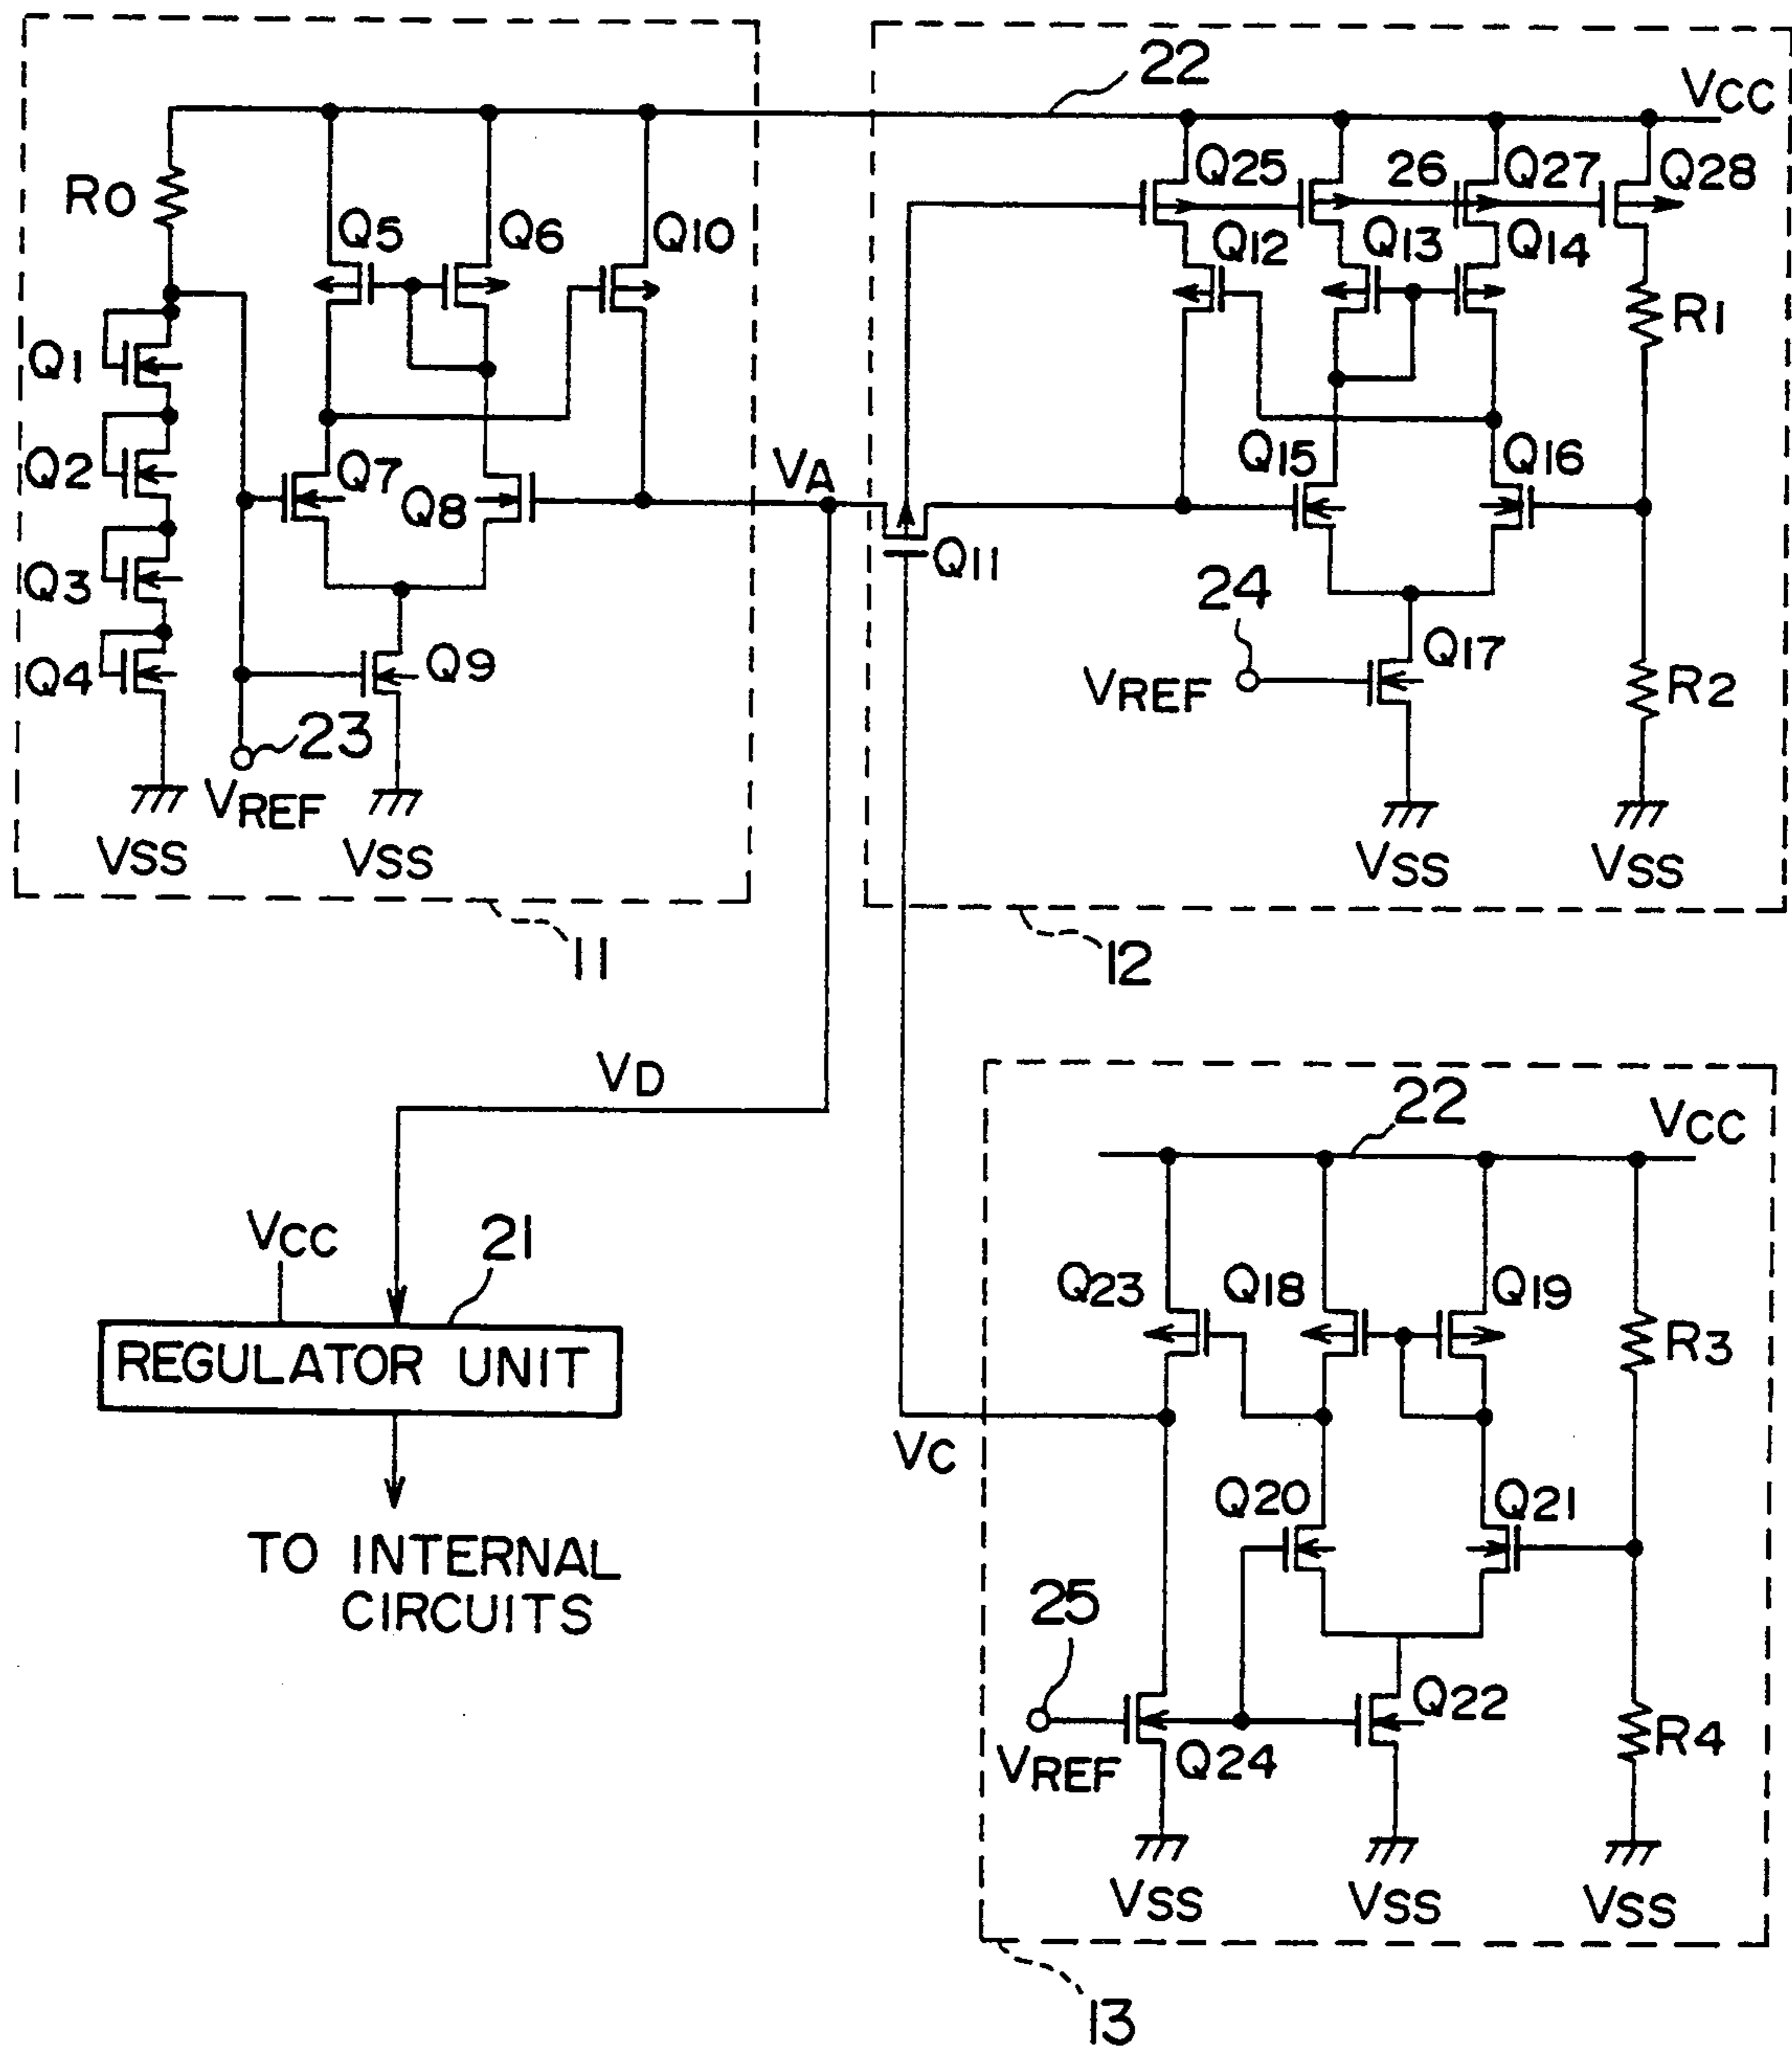 22
VCC
R0
Q5
Q6
Q10
Q25
26
Q27
Q28
Q12
Q13
Q14
R1
Q1
Q2
Q3
Q4
Q7
Q8
Q9
VA
Q11
Q15
Q16
24
Q17
VREF
R2
23
VREF
VSS
VSS
VSS
VSS
11
12
VD
22
VCC
VCC
21
REGULATOR UNIT
TO INTERNAL
CIRCUITS
Q23
Q18
Q19
R3
VC
Q20
Q21
25
VREF
Q24
Q22
R4
VSS
VSS
VSS
13